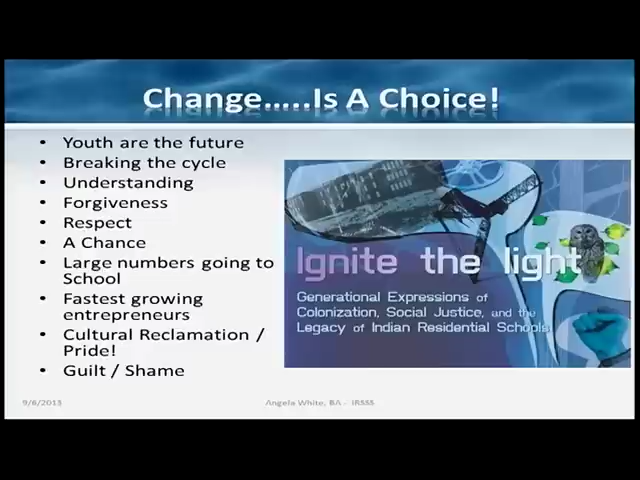 Change.....Is A Choice!
• Youth are the future
• Breaking the cycle
• Understanding
• Forgiveness
• Respect
• A Chance
• Large numbers going to
School
• Fastest growing
entrepreneurs
• Cultural Reclamation /
Pride!
• Guilt / Shame
Ignite the light
Generational Expressions of
Colonization, Social Justice, and the
Legacy of Indian Residential Schools
9/6/2013
Angela White, BA - IRSSS